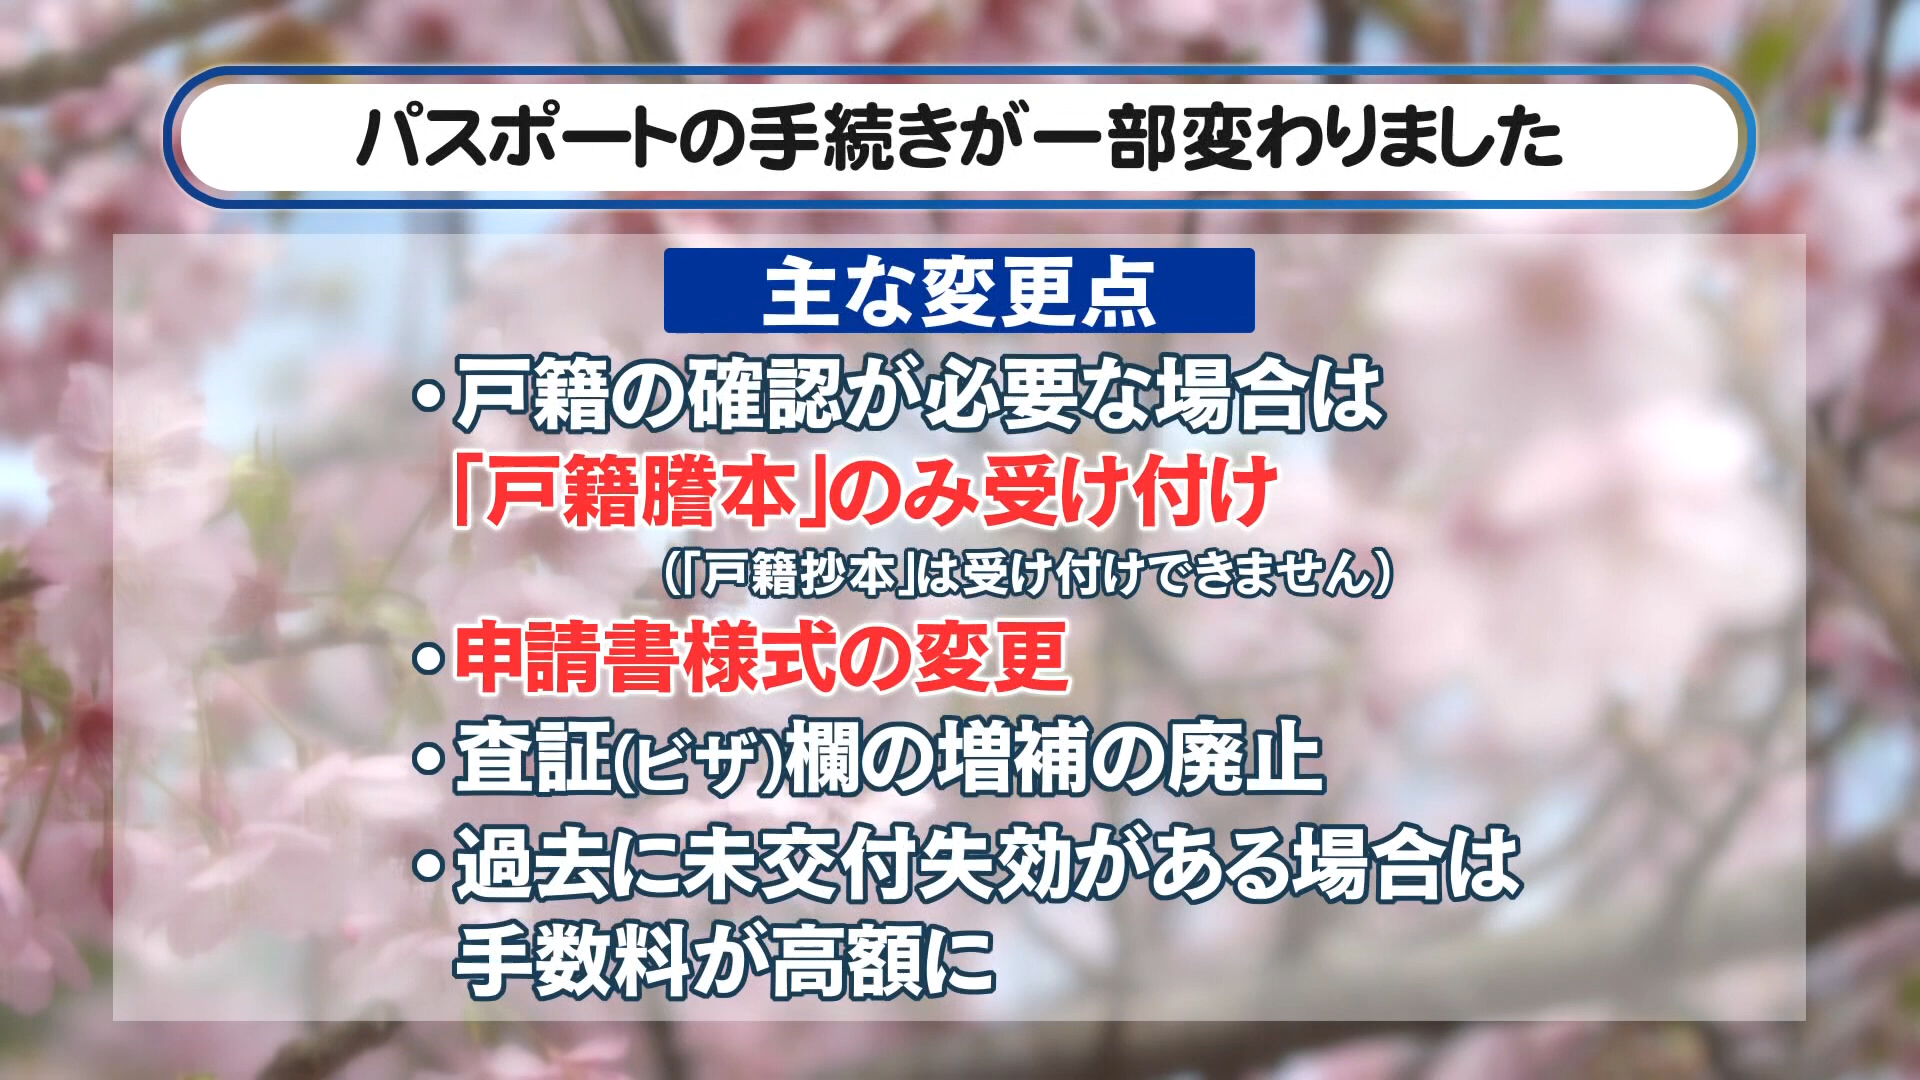 パスポートの手続きが一部変わりました
主な変更点
・戸籍の確認が必要な場合は
「戸籍謄本」のみ受け付け
（「戸籍抄本」は受け付けできません）
・申請書様式の変更
・査証(ビザ)欄の増補の廃止
・過去に未交付失効がある場合は
手数料が高額に